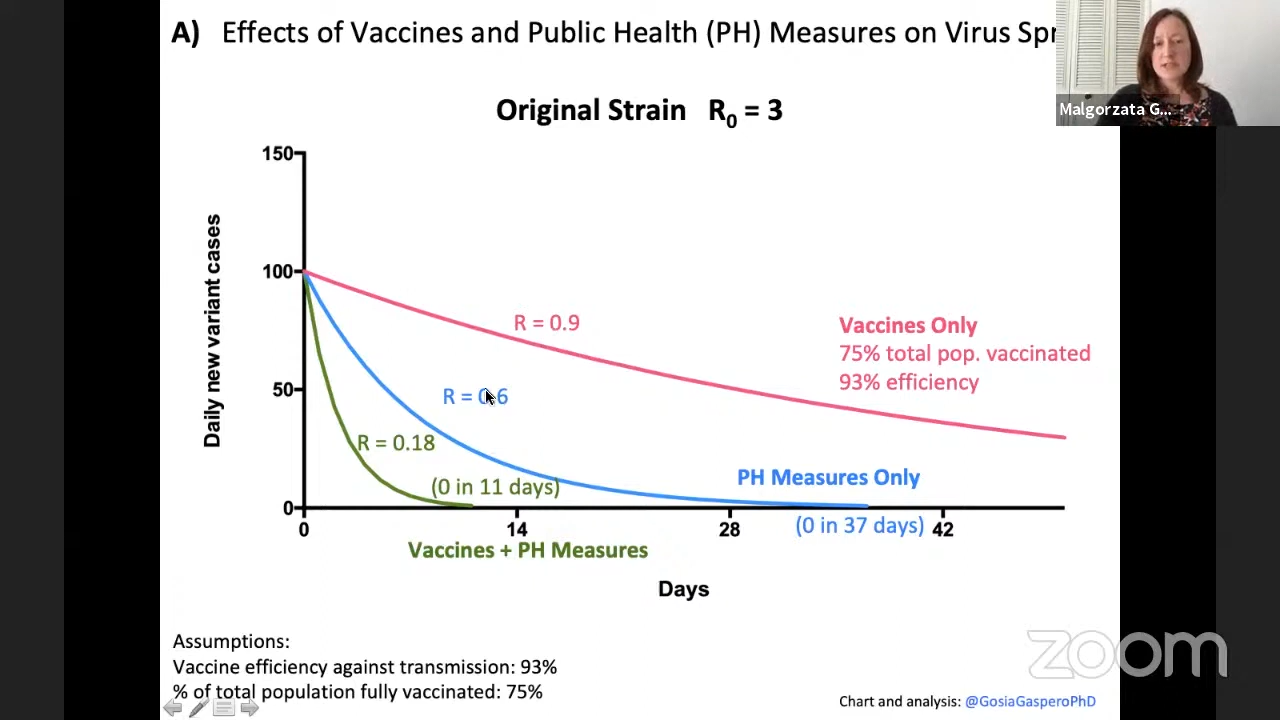 A) Effects of Vaccines and Public Health (PH) Measures on Virus
Malgorzata G...
Original Strain R₀ = 3
150
100
50
0
Daily new variant cases
R = 0.9
Vaccines Only
75% total pop. vaccinated
93% efficiency
R = 0.6
R = 0.18
(0 in 11 days)
PH Measures Only
(0 in 37 days)
0 14 28 42
Vaccines + PH Measures
Days
Assumptions:
Vaccine efficiency against transmission: 93%
% of total population fully vaccinated: 75%
Chart and analysis: @GosiaGasperoPhD
zoom